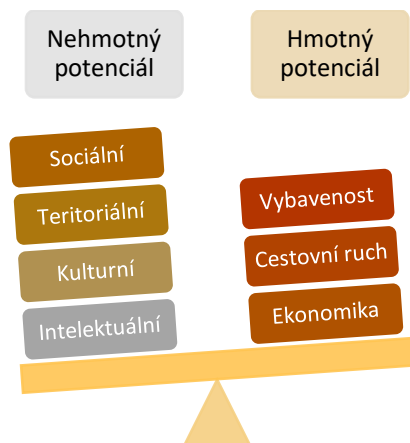 Nehmotný
potenciál
Hmotný
potenciál
Sociální
Teritoriální
Kulturní
Intelektuální
Vybavenost
Cestovní ruch
Ekonomika